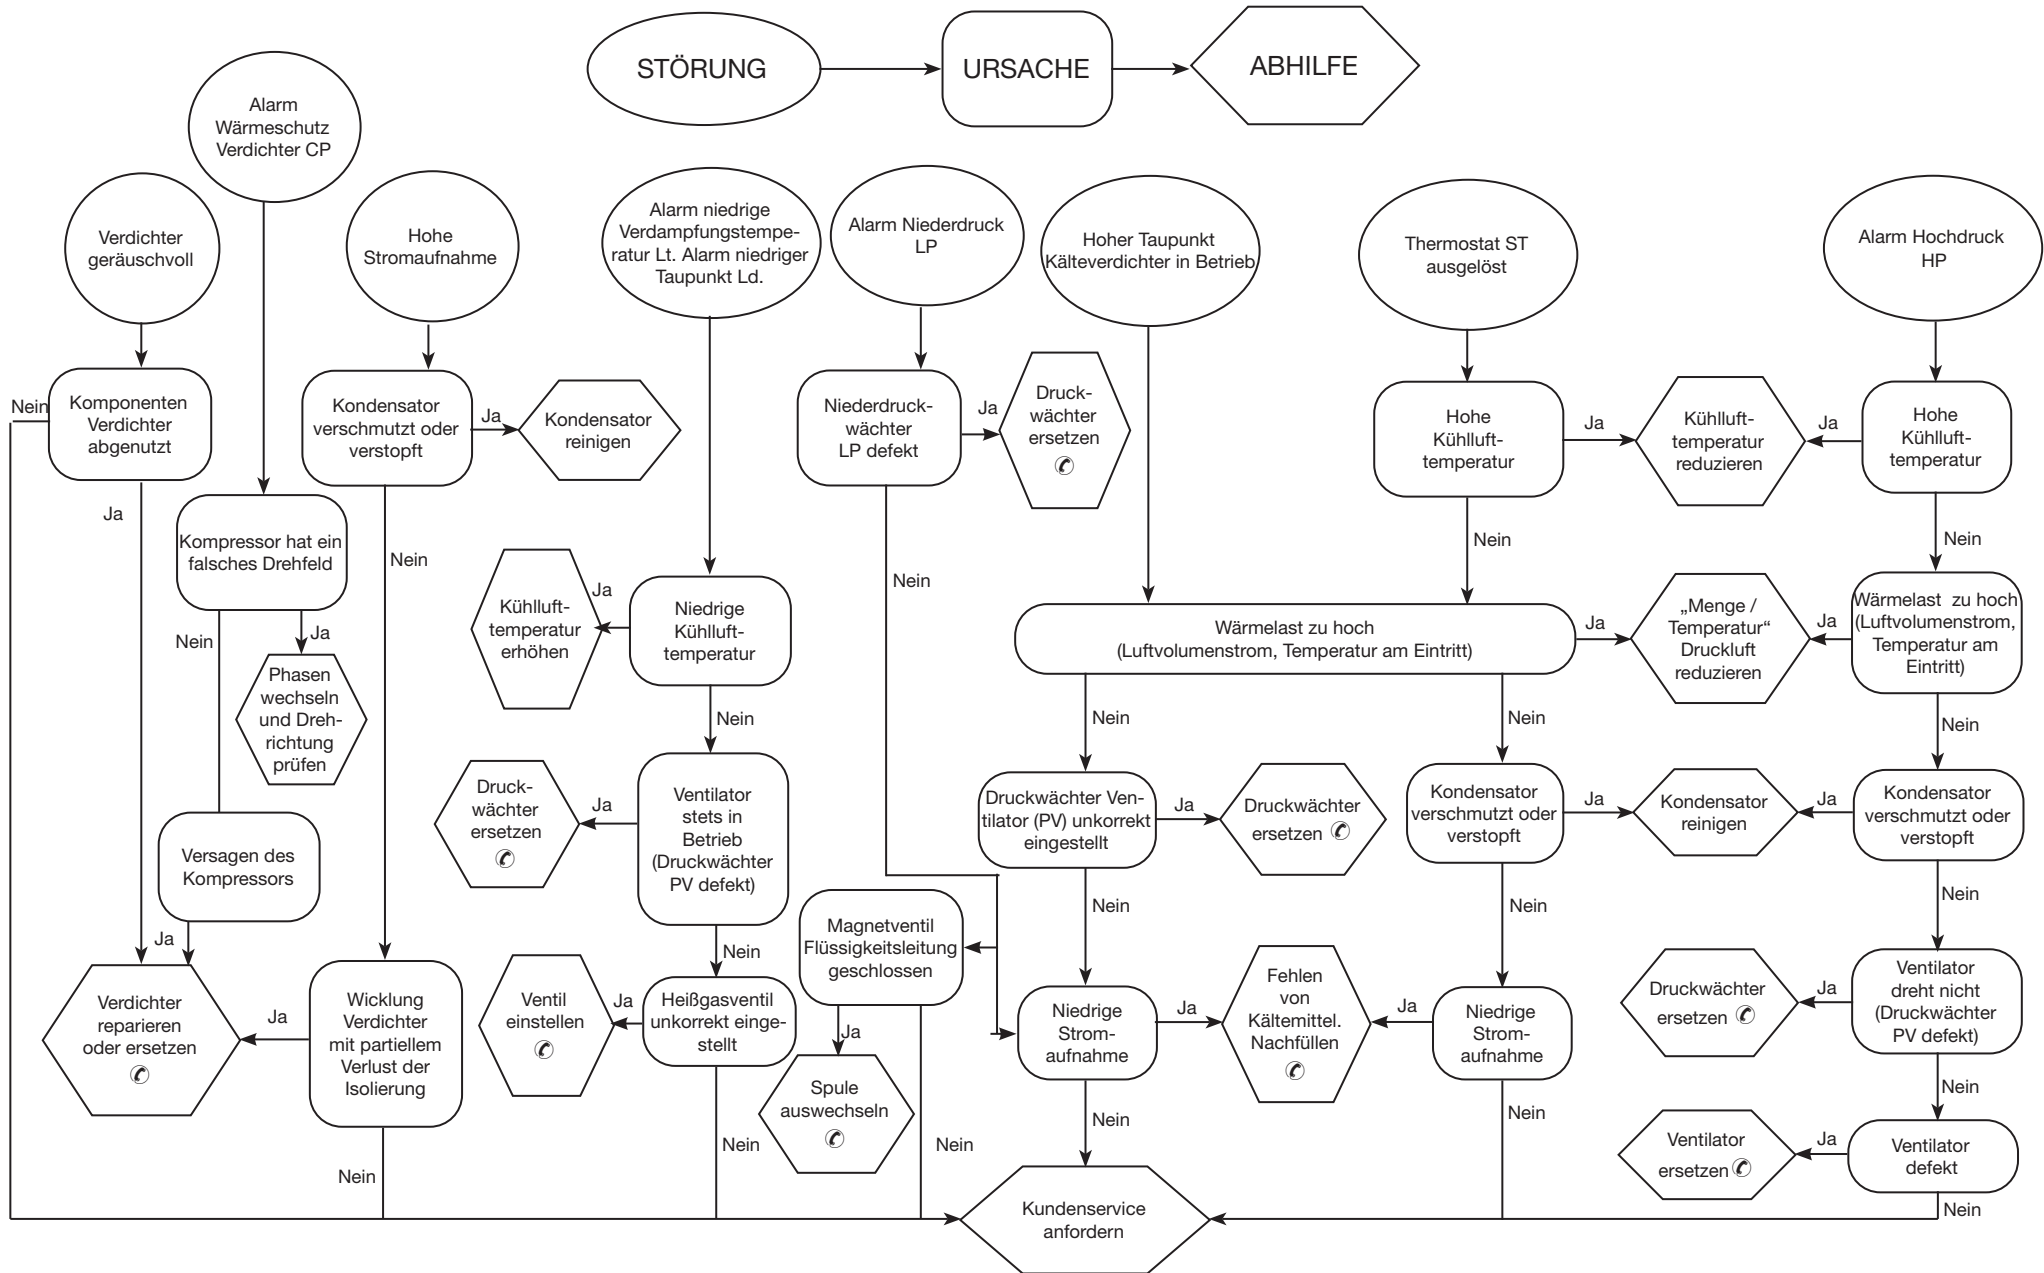 STÖRUNG
URSACHE
ABHILFE
Alarm
Wärmeschutz
Verdichter CP
Verdichter
geräuschvoll
Hohe
Stromaufnahme
Alarm niedrige
Verdampfungstempe-
ratur Lt. Alarm niedriger
Taupunkt Ld.
Alarm Niederdruck
LP
Hoher Taupunkt
Kälteverdichter in Betrieb
Thermostat ST
ausgelöst
Alarm Hochdruck
HP
Nein
Komponenten
Verdichter
abgenutzt
Ja
Kondensator
verschmutzt oder
verstopft
Ja
Kondensator
reinigen
Nein
Niederdruck-
wächter
LP defekt
Ja
Druck-
wächter
ersetzen
Nein
Hohe
Kühlluft-
temperatur
Ja
Kühlluft-
temperatur
reduzieren
Ja
Hohe
Kühlluft-
temperatur
Nein
Nein
Kompressor hat ein
falsches Drehfeld
Nein
Ja
Phasen
wechseln
und Dreh-
richtung
prüfen
Kühlluft-
temperatur
erhöhen
Ja
Niedrige
Kühlluft-
temperatur
Nein
Wärmelast zu hoch
(Luftvolumenstrom, Temperatur am Eintritt)
Ja
„Menge /
Temperatur“
Druckluft
reduzieren
Ja
Wärmelast zu hoch
(Luftvolumenstrom,
Temperatur am
Eintritt)
Nein
Nein
Nein
Versagen des
Kompressors
Ja
Druck-
wächter
ersetzen
Ja
Ventilator
stets in
Betrieb
(Druckwächter
PV defekt)
Nein
Druckwächter Ven-
tilator (PV) unkorrekt
eingestellt
Ja
Druckwächter
ersetzen
Nein
Kondensator
verschmutzt oder
verstopft
Ja
Kondensator
reinigen
Ja
Kondensator
verschmutzt oder
verstopft
Nein
Nein
Magnetventil
Flüssigkeitsleitung
geschlossen
Ja
Nein
Spule
auswechseln
Verdichter
reparieren
oder ersetzen
Ja
Wicklung
Verdichter
mit partiellem
Verlust der
Isolierung
Nein
Ventil
einstellen
Ja
Heißgasventil
unkorrekt einge-
stellt
Nein
Niedrige
Strom-
aufnahme
Ja
Fehlen
von
Kältemittel.
Nachfüllen
Ja
Niedrige
Strom-
aufnahme
Nein
Nein
Druckwächter
ersetzen
Ja
Ventilator
dreht nicht
(Druckwächter
PV defekt)
Nein
Ventilator
ersetzen
Ja
Ventilator
defekt
Nein
Kundenservice
anfordern